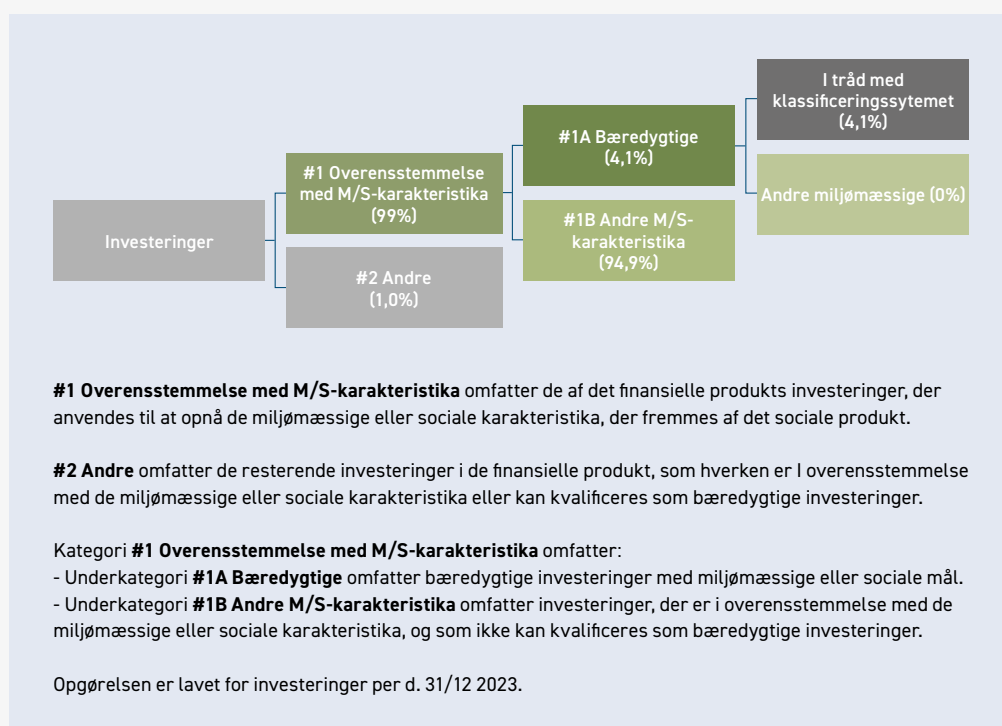 Investeringer
#1 Overensstemmelse
med M/S-karakteristika
(99%)
#2 Andre
(1,0%)
#1A Bæredygtige
(4,1%)
#1B Andre M/S-
karakteristika
(94,9%)
I tråd med
klassificeringssytemet
(4,1%)
Andre miljømæssige (0%)
#1 Overensstemmelse med M/S-karakteristika omfatter de af det finansielle produkts investeringer, der
anvendes til at opnå de miljømæssige eller sociale karakteristika, der fremmes af det sociale produkt.
#2 Andre omfatter de resterende investeringer i de finansielle produkt, som hverken er I overensstemmelse
med de miljømæssige eller sociale karakteristika eller kan kvalificeres som bæredygtige investeringer.
Kategori #1 Overensstemmelse med M/S-karakteristika omfatter:
- Underkategori #1A Bæredygtige omfatter bæredygtige investeringer med miljømæssige eller sociale mål.
- Underkategori #1B Andre M/S-karakteristika omfatter investeringer, der er i overensstemmelse med de
miljømæssige eller sociale karakteristika, og som ikke kan kvalificeres som bæredygtige investeringer.
Opgørelsen er lavet for investeringer per d. 31/12 2023.